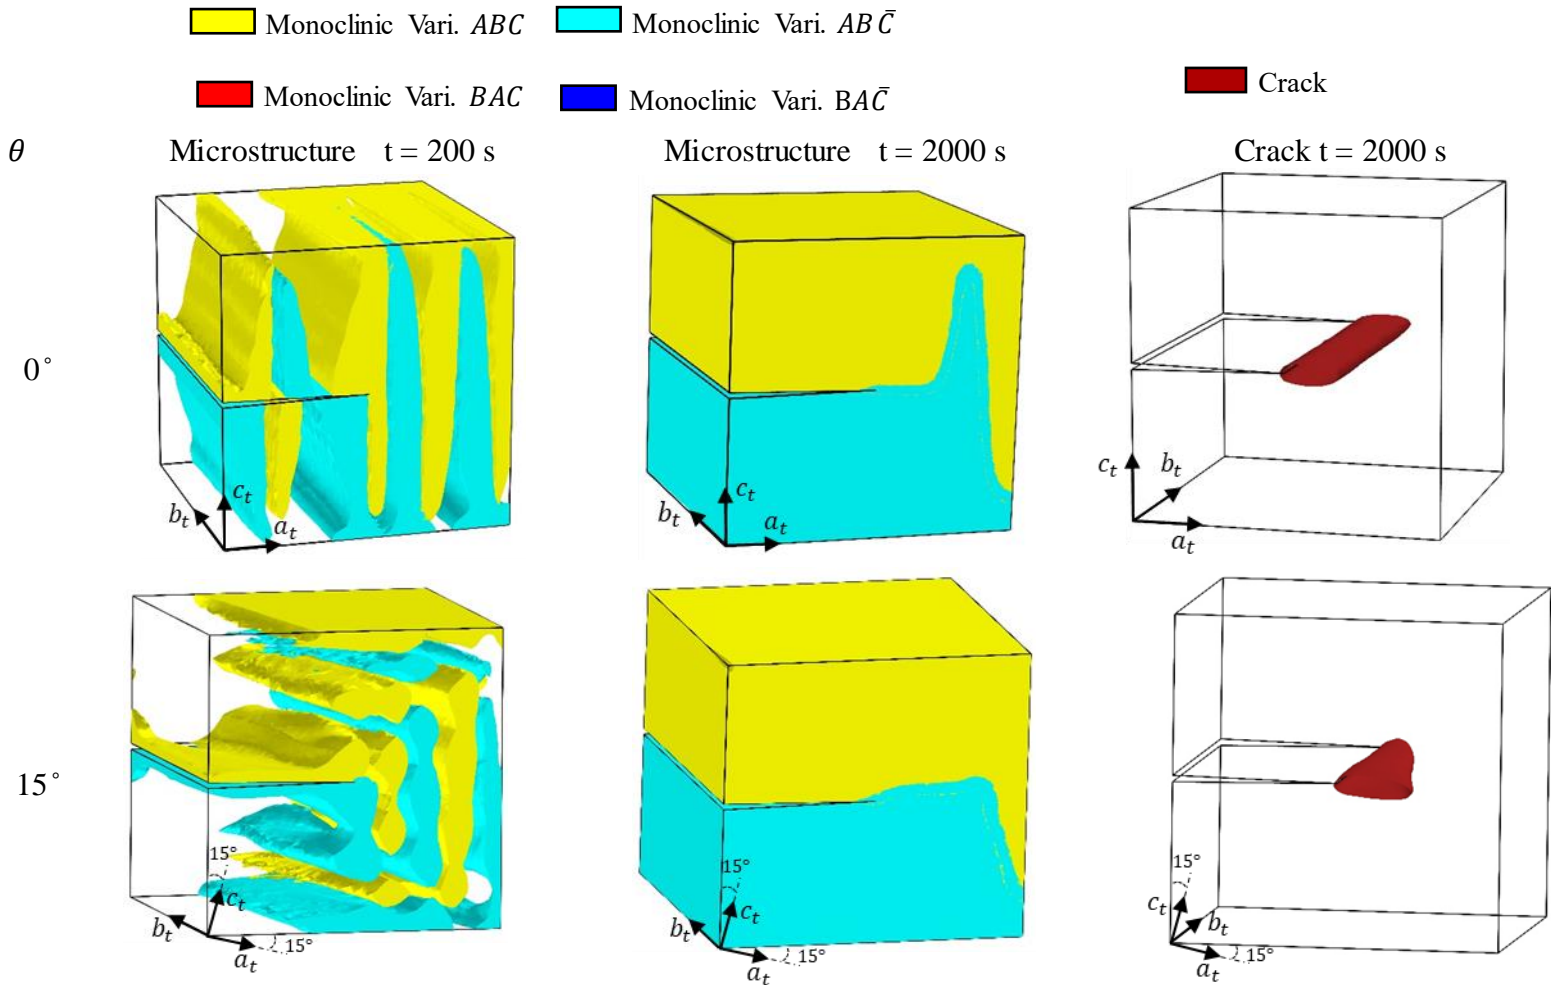 Monoclinic Vari. ABC Monoclinic Vari. ABC̄
Monoclinic Vari. BAC Monoclinic Vari. BAC̄ Crack
θ Microstructure t = 200 s Microstructure t = 2000 s Crack t = 2000 s
0°
c_t b_t a_t
c_t b_t a_t
c_t b_t a_t
15°
15° c_t b_t a_t 15°
15° c_t b_t a_t 15°
15° c_t b_t a_t 15°